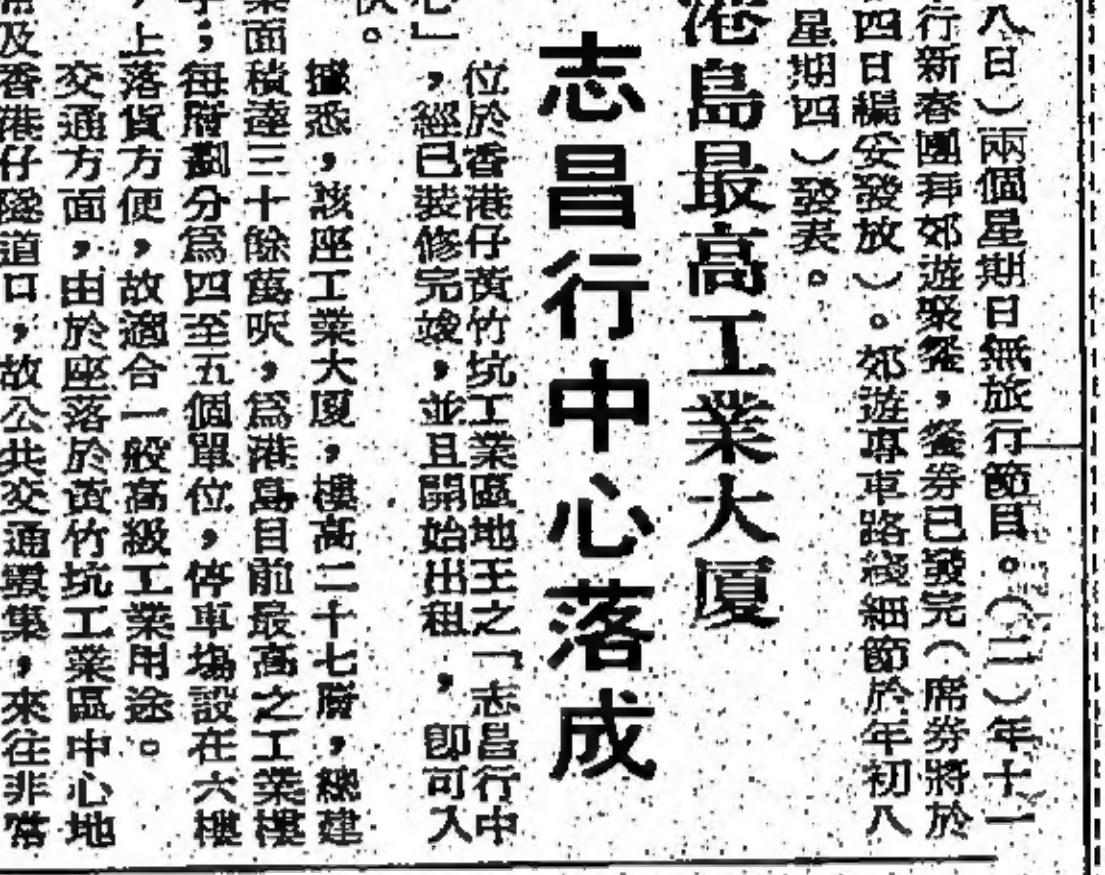 八日)兩個星期日無旅行節目。(二)年十一
行新春團拜郊遊聚餐,餐券已發完(席券將於
四日編妥發放)。郊遊專車路綫細節於年初八
星期四)發表。
港島最高工業大廈
志昌行中心落成
位於香港仔黃竹坑工業區地王之「志昌行中
心」,經已裝修完竣,並且開始出租,即可入
伙。
據悉,該座工業大廈,樓高二十七層,總建
業面積達三十餘萬呎,爲港島目前最高之工業樓
宇;每層劃分爲四至五個單位,停車塲設在六樓
,上落貨方便,故適合一般高級工業用途。
交通方面,由於座落於黃竹坑工業區中心地
帶及香港仔隧道口,故公共交通繁集,來往非常